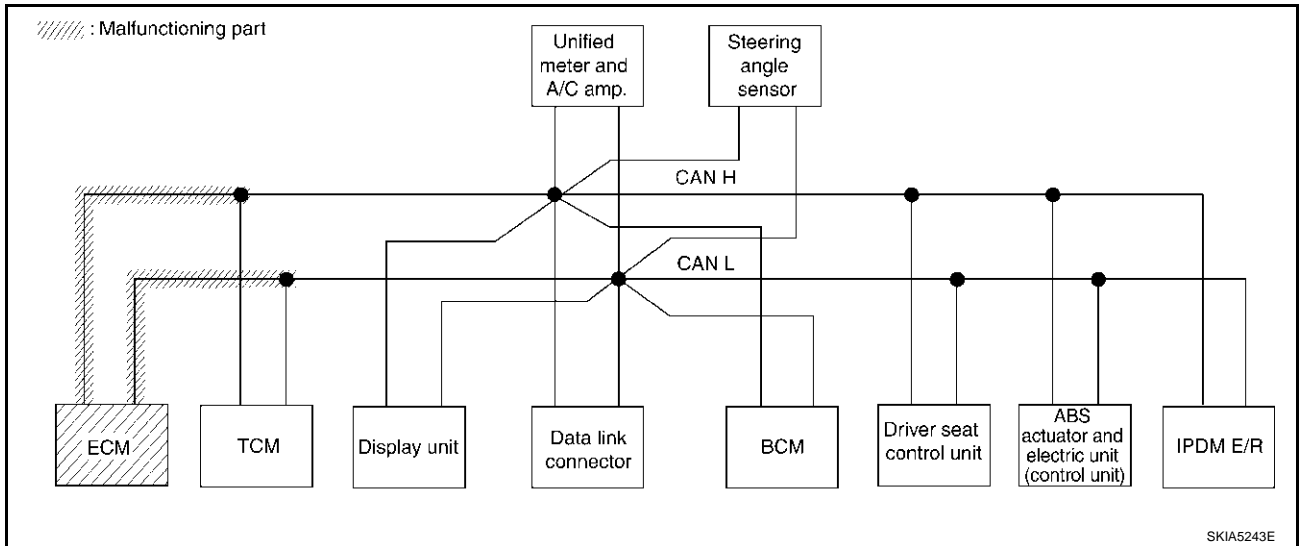 : Malfunctioning part
Unified
meter and
A/C amp.
Steering
angle
sensor
CAN H
CAN L
ECM
TCM
Display unit
Data link
connector
BCM
Driver seat
control unit
ABS
actuator and
electric unit
(control unit)
IPDM E/R
SKIA5243E